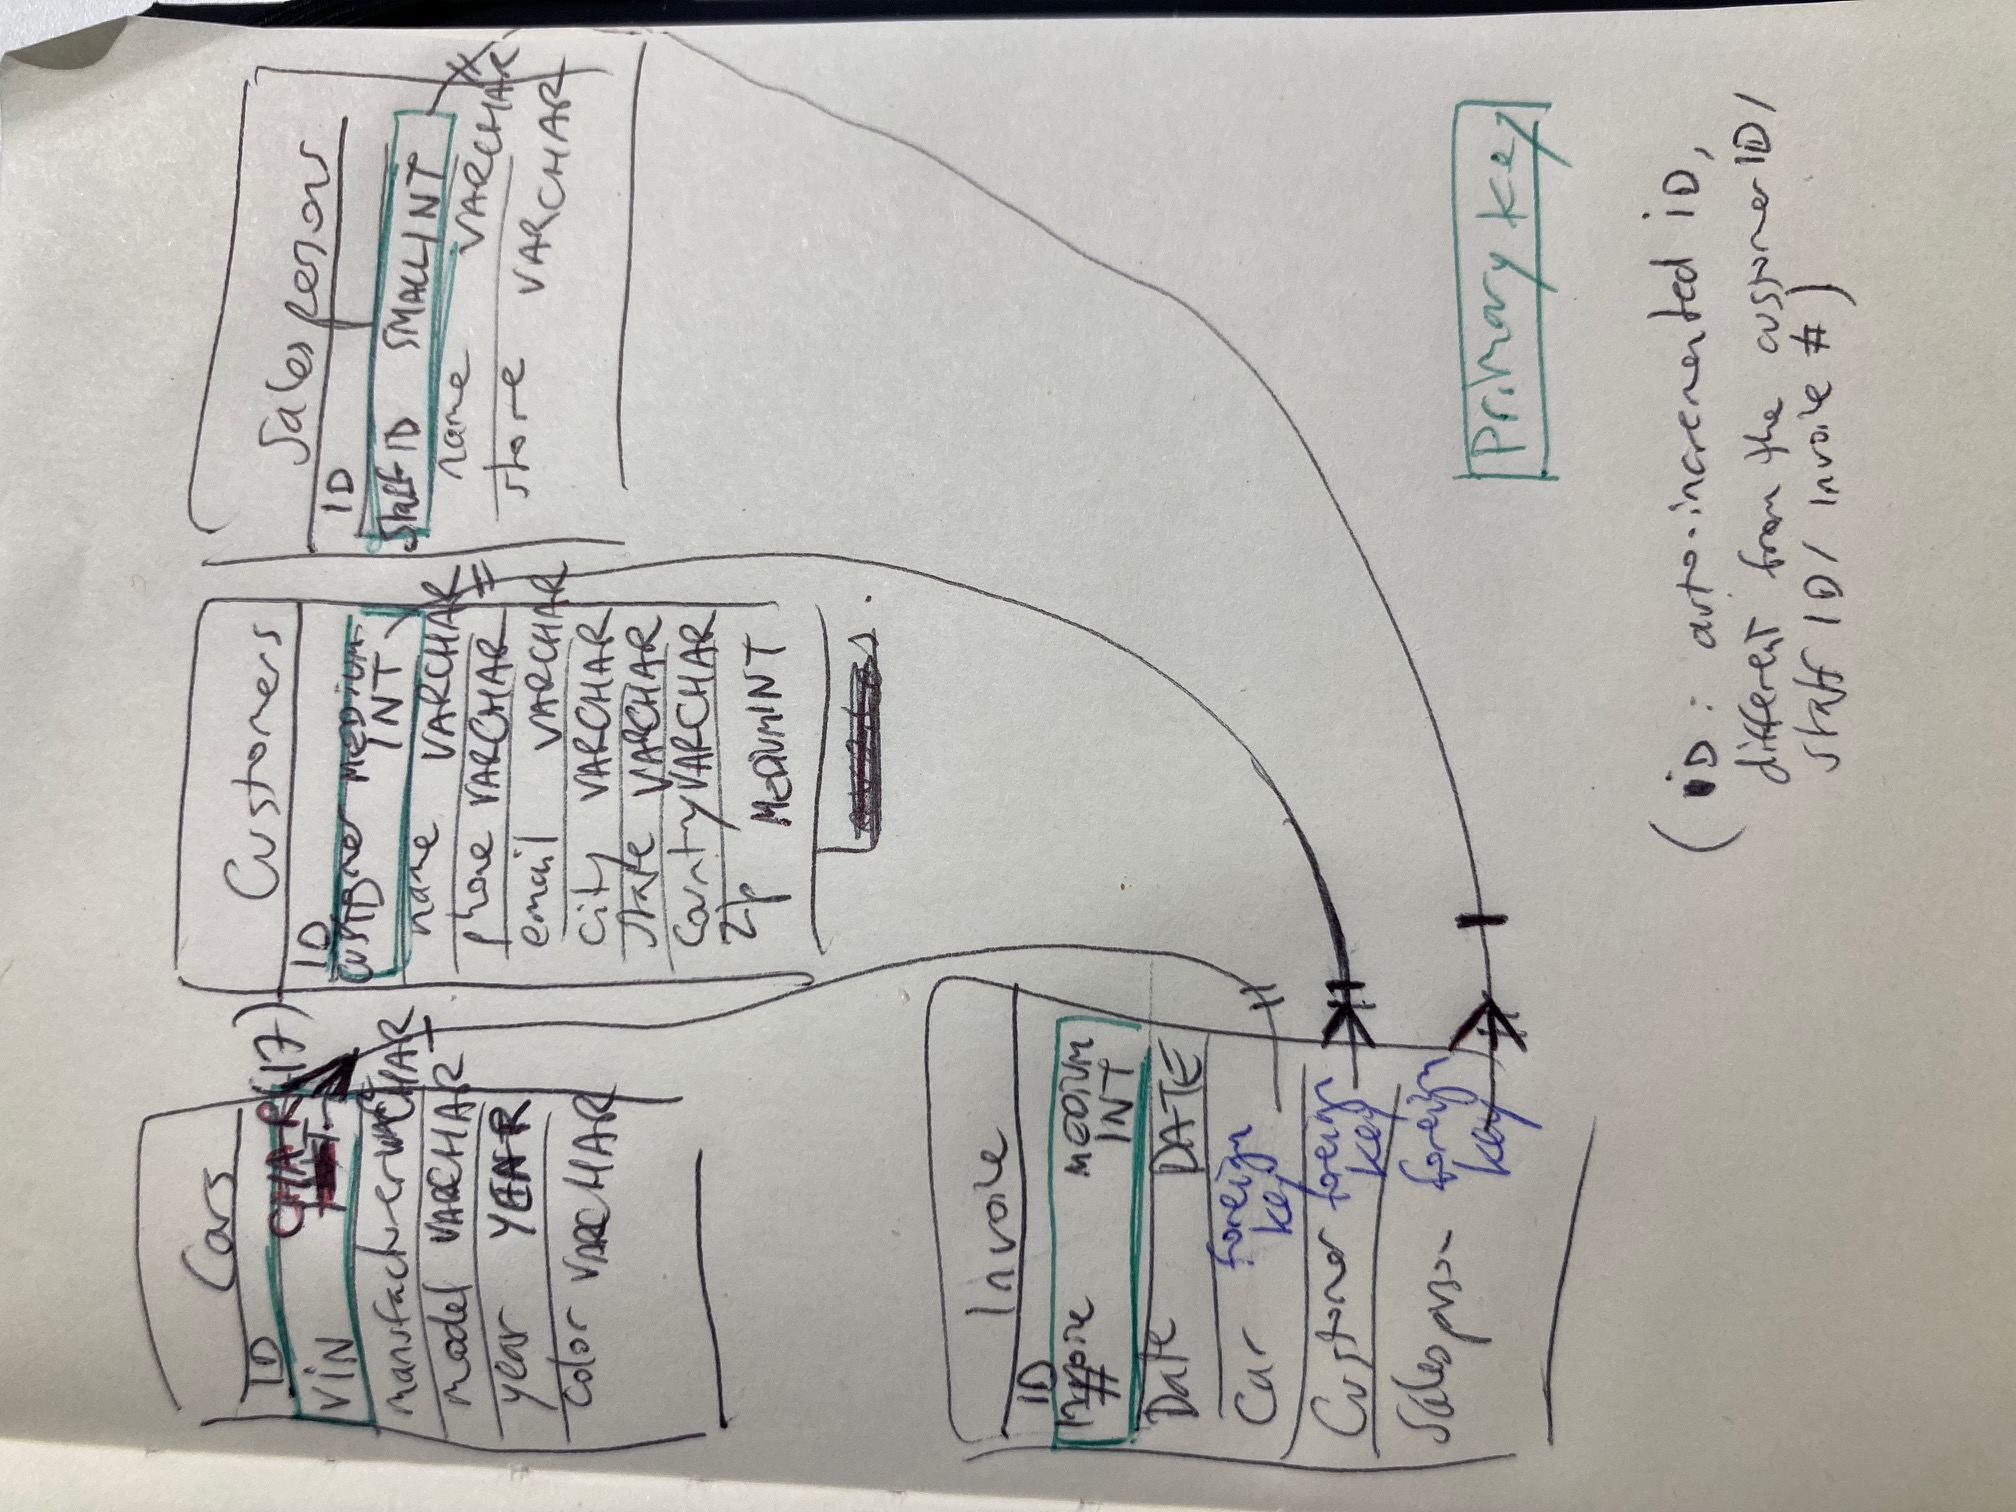 Cars
ID
CHAR(17)
VIN
manufacturer VARCHAR
model VARCHAR
year YEAR
color VARCHAR
Customers
ID
Customer MEDIUM-
INT
name VARCHAR
phone VARCHAR
email VARCHAR
city VARCHAR
state VARCHAR
country VARCHAR
Zip MEDIUMINT
Salespersons
ID
Staff ID SMALLINT
name VARCHAR
store VARCHAR
Invoice
ID
Invoice MEDIUM
# INT
Date DATE
Car foreign
key
Customer foreign
key
Salesperson foreign
key
Primary key
(ID: auto-incremented ID,
different from the customer ID/
staff ID/ invoice #)